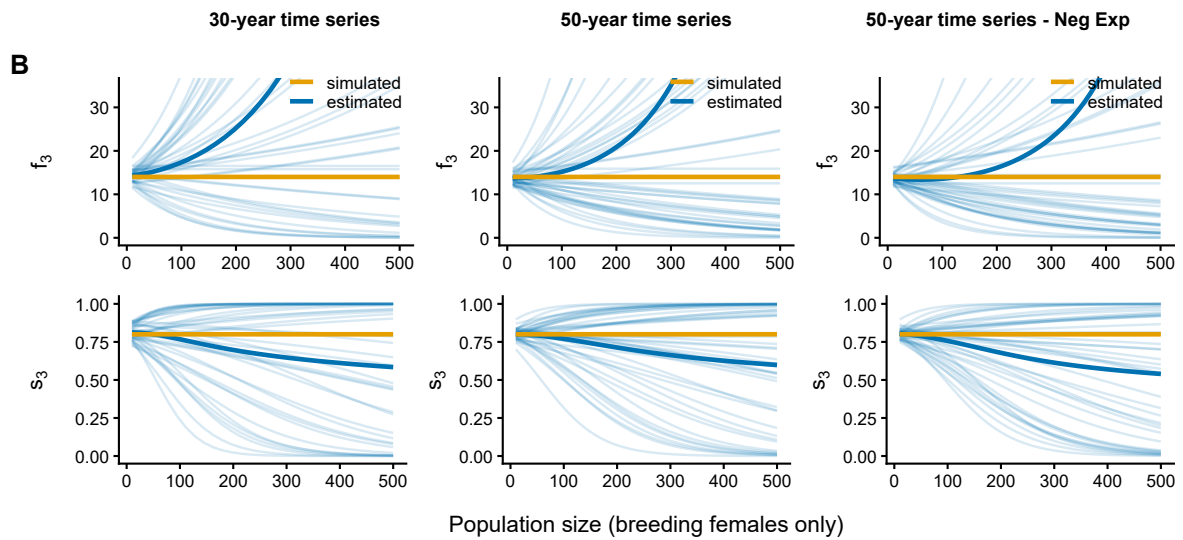 30-year time series
50-year time series
50-year time series - Neg Exp
B
f3
30
20
10
0
simulated
estimated
0 100 200 300 400 500
f3
30
20
10
0
simulated
estimated
0 100 200 300 400 500
f3
30
20
10
0
simulated
estimated
0 100 200 300 400 500
s3
1.00
0.75
0.50
0.25
0.00
0 100 200 300 400 500
s3
1.00
0.75
0.50
0.25
0.00
0 100 200 300 400 500
s3
1.00
0.75
0.50
0.25
0.00
0 100 200 300 400 500
Population size (breeding females only)